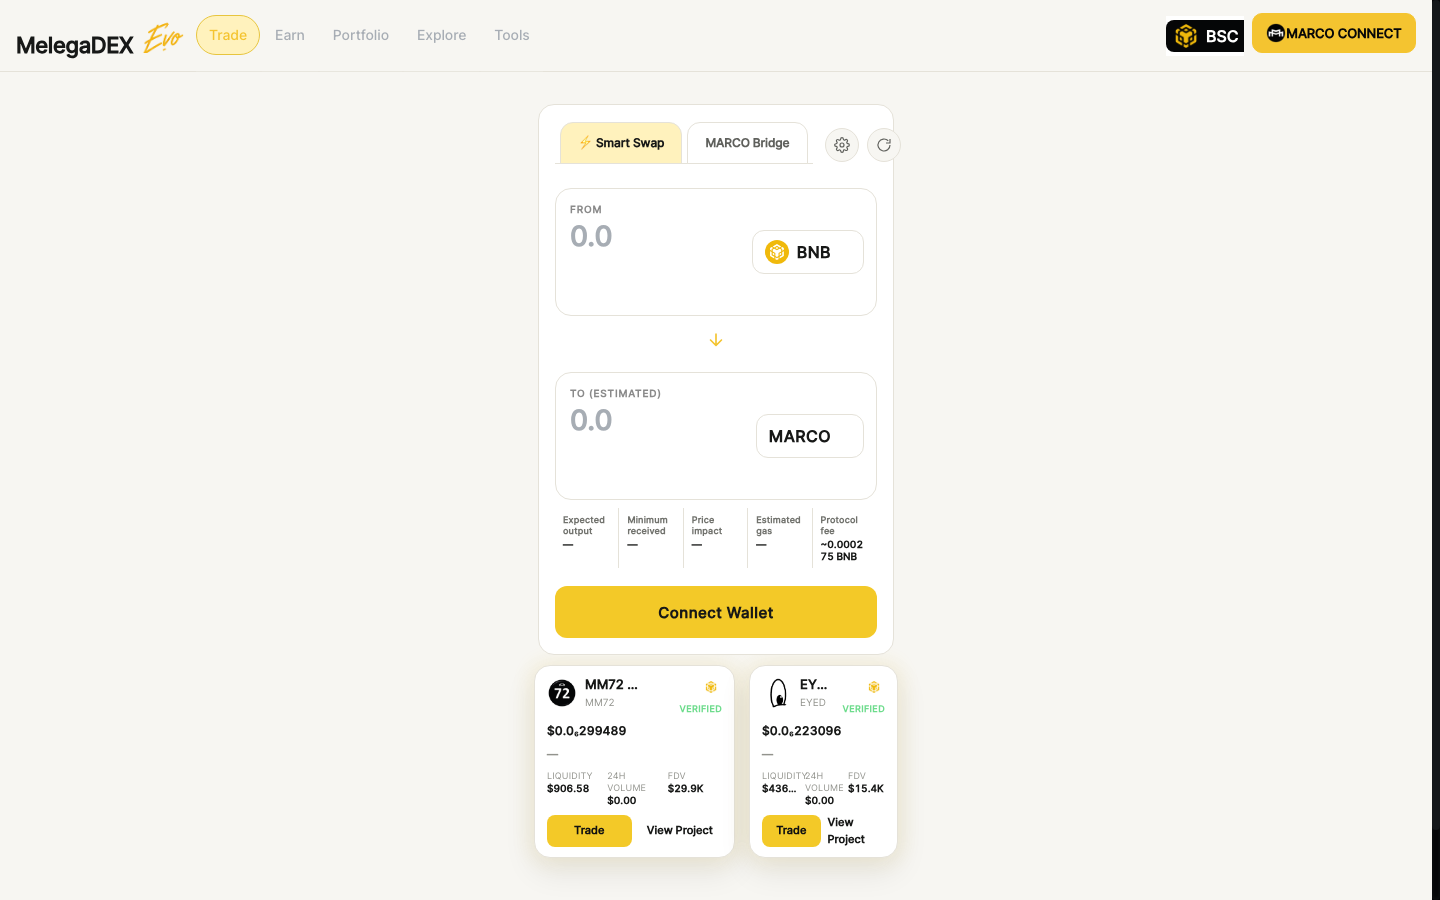 MelegaDEX Evo Trade Earn Portfolio Explore Tools BSC MARCO CONNECT
Smart Swap MARCO Bridge
FROM
0.0
BNB
TO (ESTIMATED)
0.0
MARCO
Expected output
—
Minimum received
—
Price impact
—
Estimated gas
—
Protocol fee
~0.0002
75 BNB
Connect Wallet
72
MM72 ...
MM72
VERIFIED
$0.0₆299489
—
LIQUIDITY
$906.58
24H VOLUME
$0.00
FDV
$29.9K
Trade View Project
EY...
EYED
VERIFIED
$0.0₆223096
—
LIQUIDITY
$436...
24H VOLUME
$0.00
FDV
$15.4K
Trade View Project